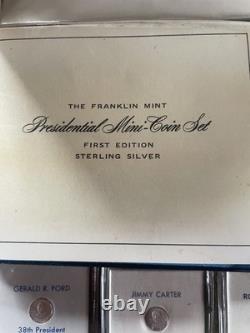 THE FRANKLIN MINT
Presidential Mini-Coin Set
FIRST EDITION
STERLING SILVER
GERALD R. FORD
JIMMY CARTER
38th President